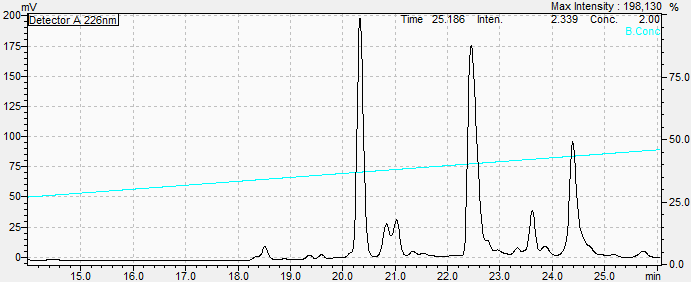 mV
Max Intensity : 198,130
%
Detector A 226nm
Time 25.186 Inten. 2.339 Conc. 2.00
B.Conc
200
175
150
125
100
75
50
25
0
75.0
50.0
25.0
0.0
15.0 16.0 17.0 18.0 19.0 20.0 21.0 22.0 23.0 24.0 25.0 min